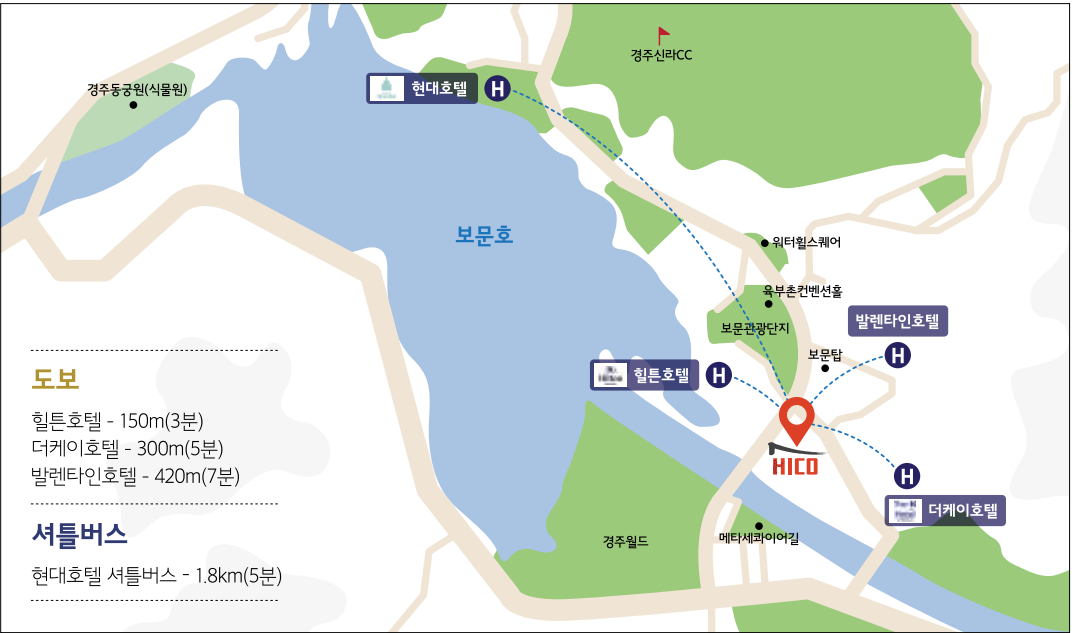 경주신라CC
현대호텔
H
경주동궁원(식물원)
보문호
워터휠스퀘어
육부촌컨벤션홀
보문관광단지
발렌타인호텔
H
보문탑
힐튼호텔
H
HICO
H
더케이호텔
도보
힐튼호텔 - 150m(3분)
더케이호텔 - 300m(5분)
발렌타인호텔 - 420m(7분)
셔틀버스
현대호텔 셔틀버스 - 1.8km(5분)
경주월드
메타세콰이어길